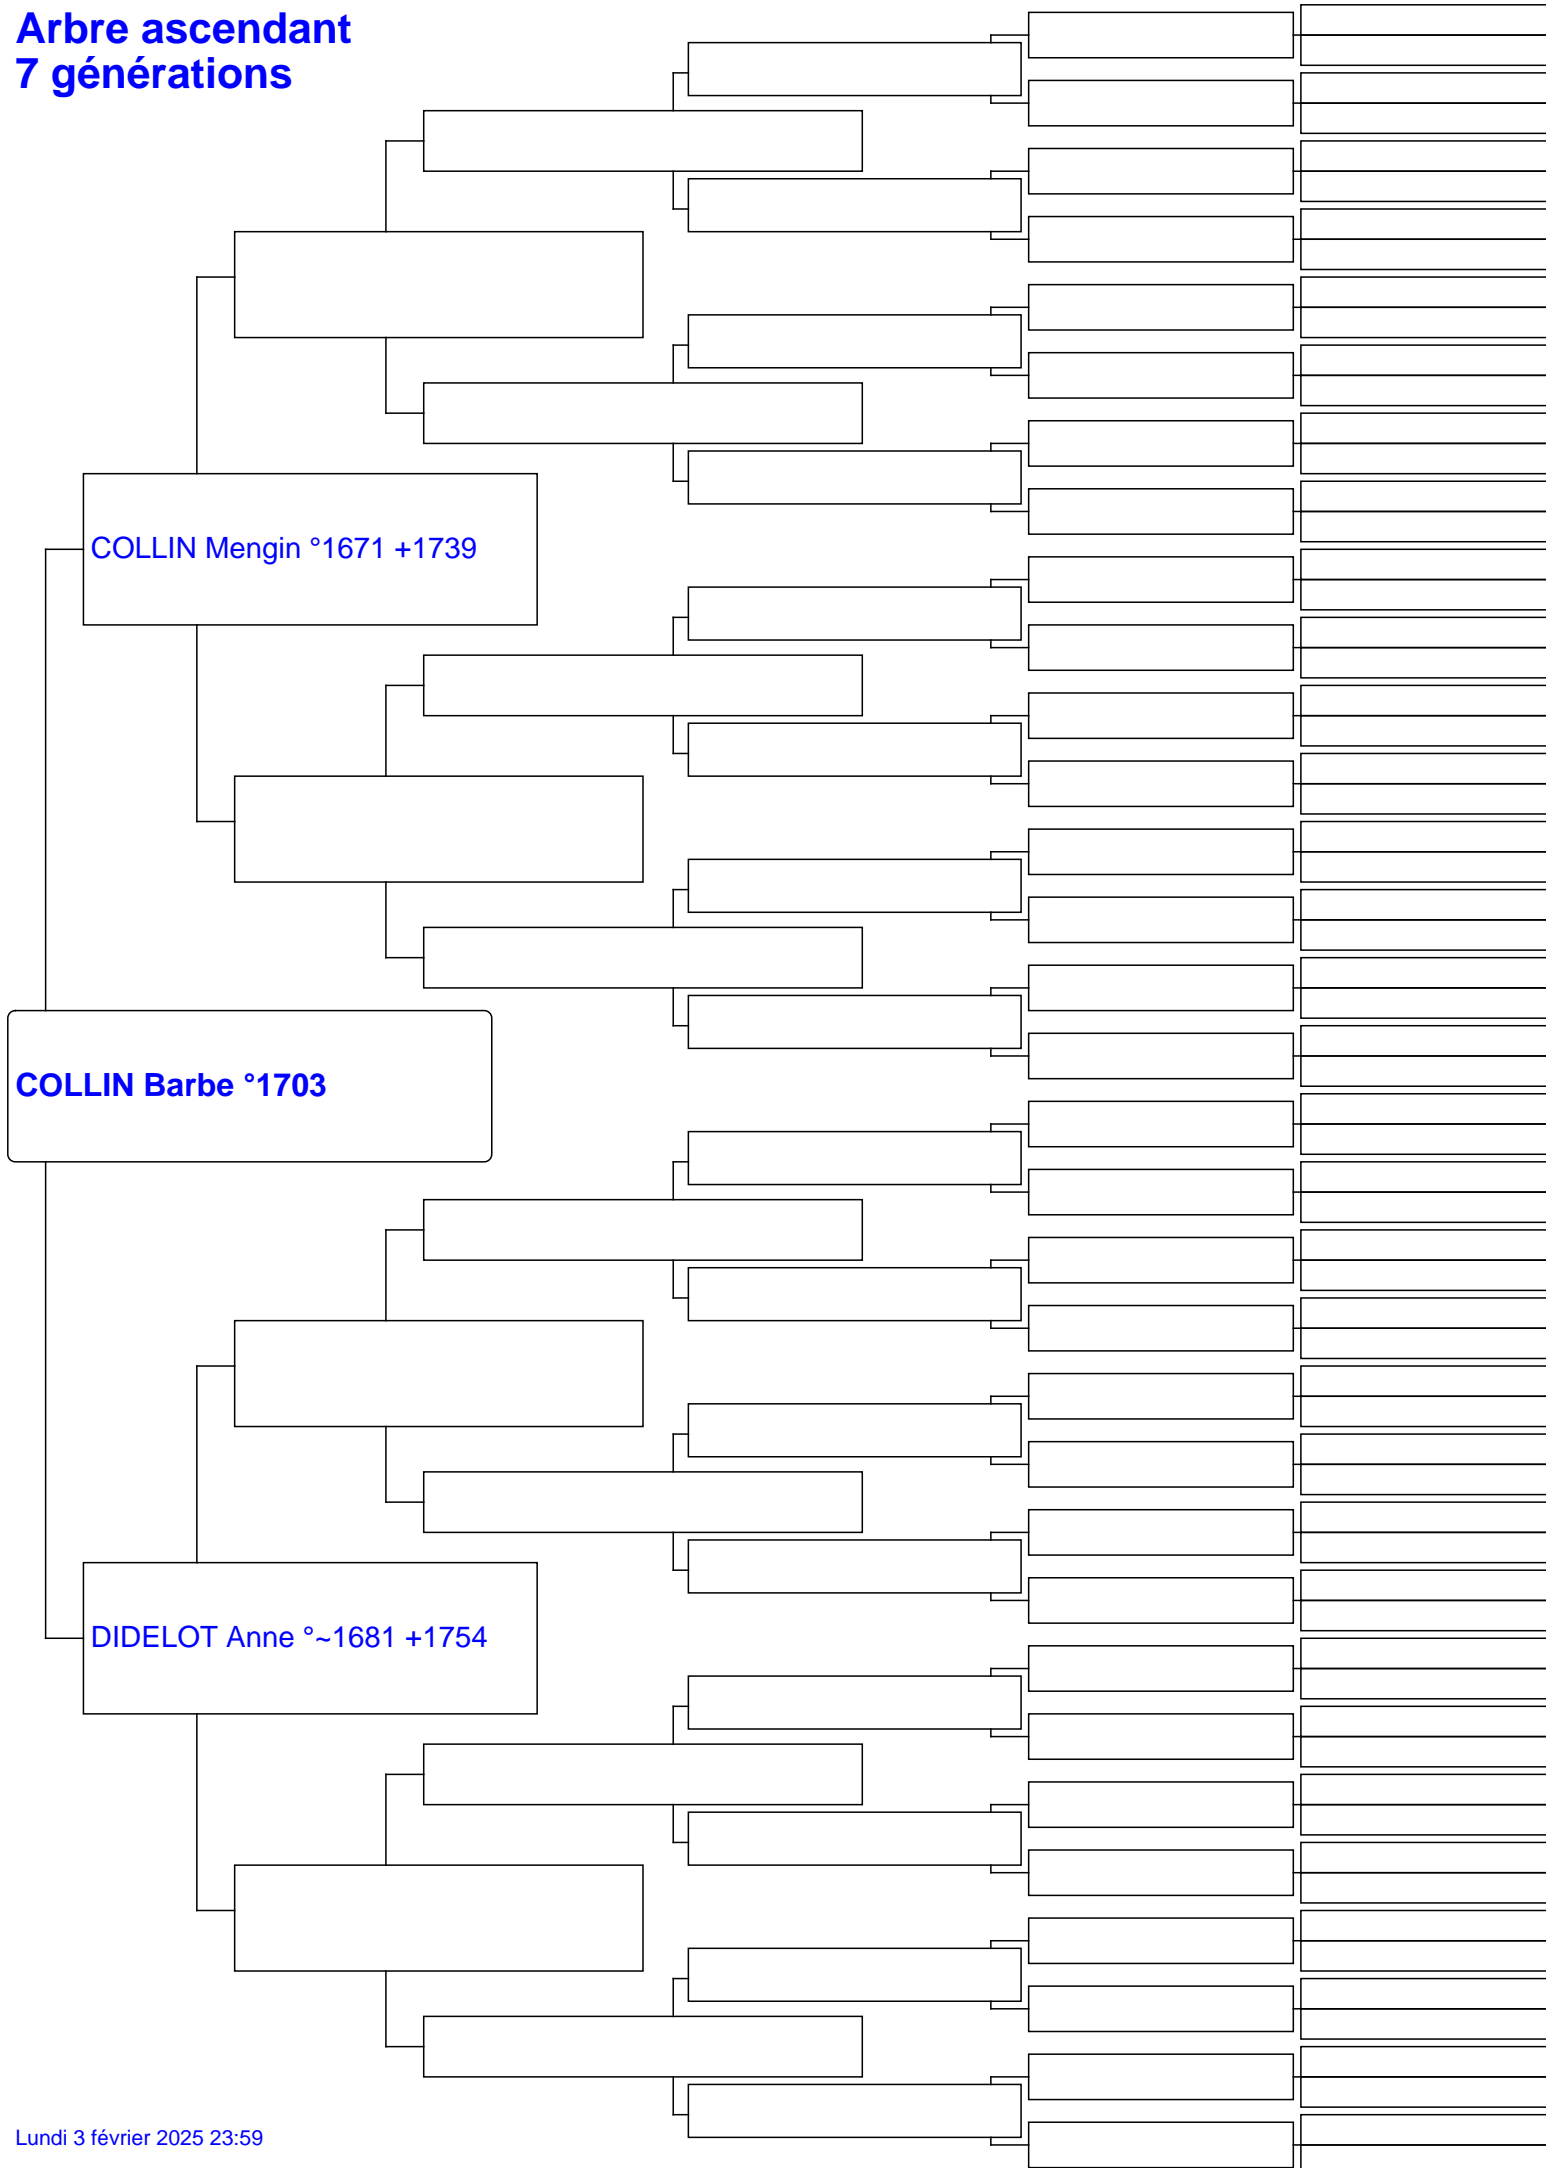 Arbre ascendant
7 générations
COLLIN Mengin °1671 +1739
COLLIN Barbe °1703
DIDELOT Anne °~1681 +1754
Lundi 3 février 2025 23:59